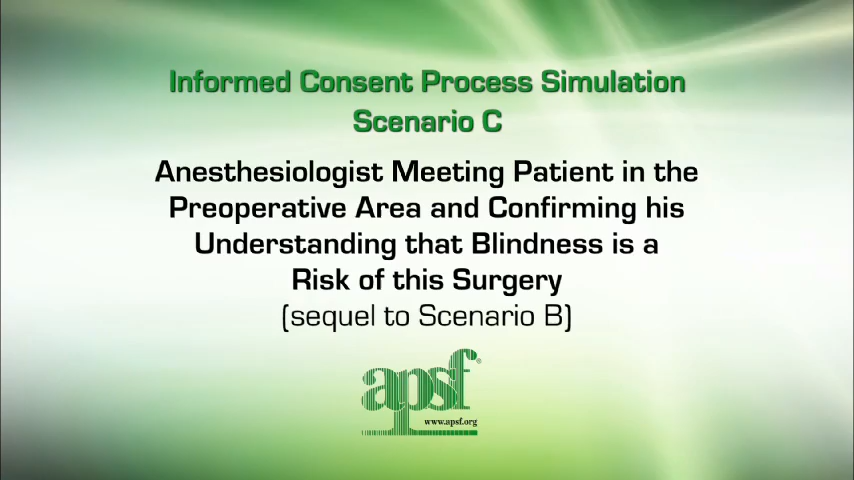 Informed Consent Process Simulation
Scenario C
Anesthesiologist Meeting Patient in the
Preoperative Area and Confirming his
Understanding that Blindness is a
Risk of this Surgery
(sequel to Scenario B)
apsf®
www.apsf.org